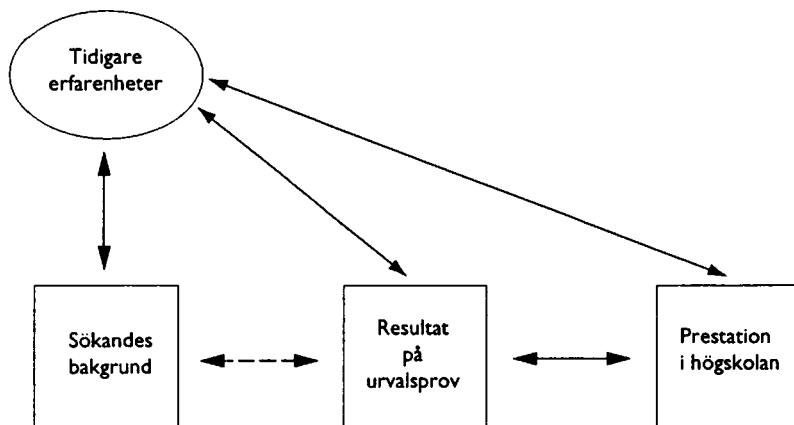 Tidigare
erfarenheter
Sökandes
bakgrund
Resultat
på
urvalsprov
Prestation
i högskolan